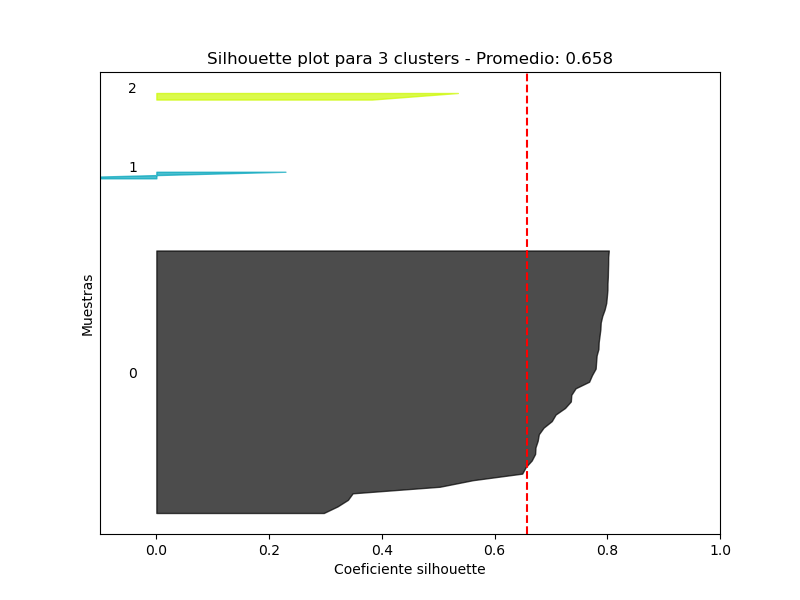 Silhouette plot para 3 clusters - Promedio: 0.658
2
1
0
Muestras
0.0 0.2 0.4 0.6 0.8 1.0
Coeficiente silhouette